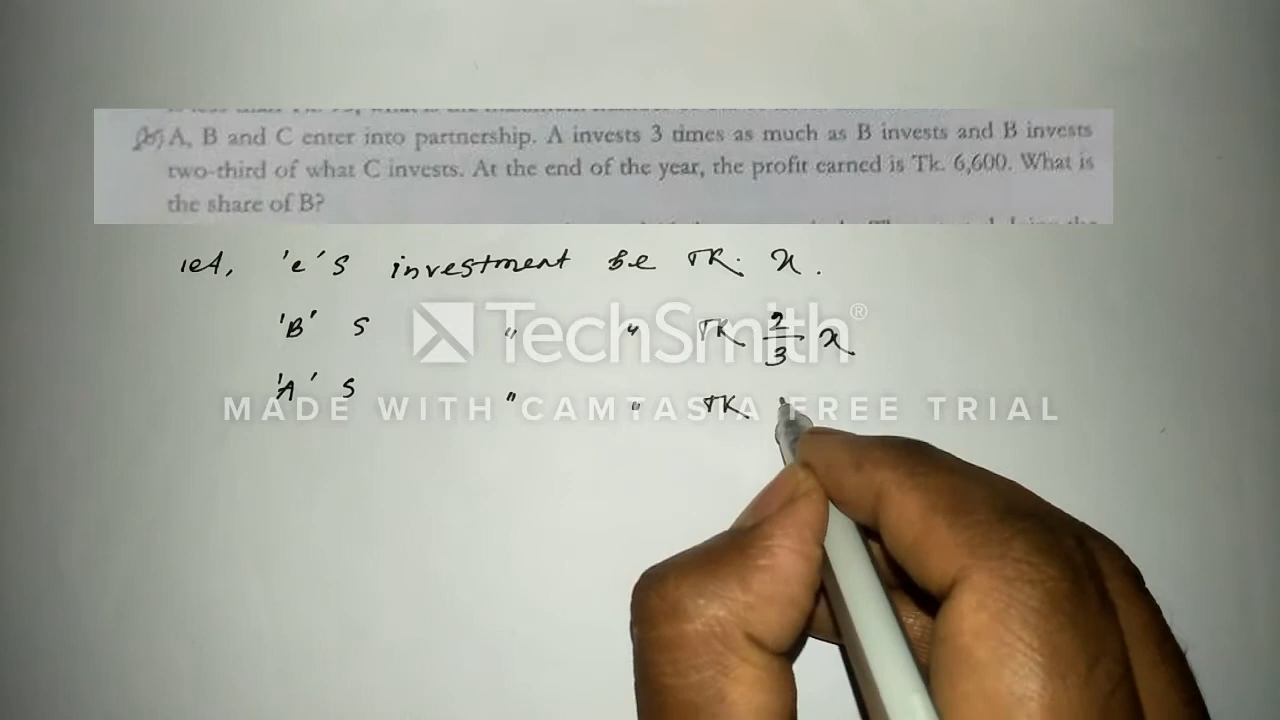 A, B and C enter into partnership. A invests 3 times as much as B invests and B invests
two-third of what C invests. At the end of the year, the profit earned is Tk. 6,600. What is
the share of B?
let, 'c's investment be TK. x.
'B' s " " TK 2/3 x
'A' s " " TK
TechSmith®
MADE WITH CAMTASIA FREE TRIAL